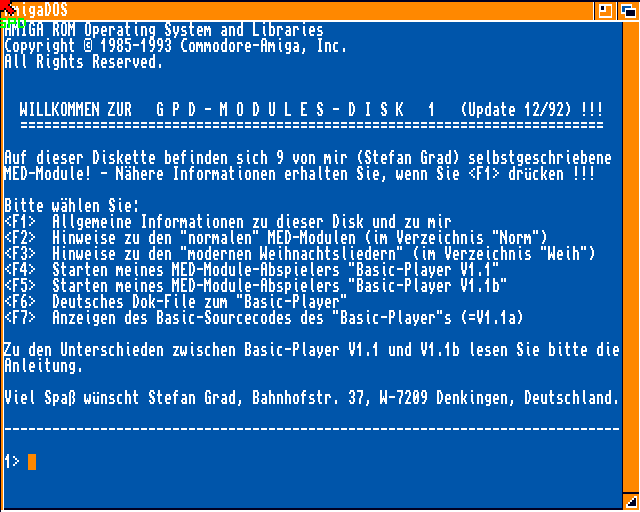 AmigaDOS
SPD
AMIGA ROM Operating System and Libraries
Copyright © 1985-1993 Commodore-Amiga, Inc.
All Rights Reserved.
WILLKOMMEN ZUR G P D - M O D U L E S - D I S K 1 (Update 12/92) !!!
=========================================================================
Auf dieser Diskette befinden sich 9 von mir (Stefan Grad) selbstgeschriebene
MED-Module! - Nähere Informationen erhalten Sie, wenn Sie <F1> drücken !!!
Bitte wählen Sie:
<F1> Allgemeine Informationen zu dieser Disk und zu mir
<F2> Hinweise zu den "normalen" MED-Modulen (im Verzeichnis "Norm")
<F3> Hinweise zu den "modernen Weihnachtsliedern" (im Verzeichnis "Weih")
<F4> Starten meines MED-Module-Abspielers "Basic-Player V1.1"
<F5> Starten meines MED-Module-Abspielers "Basic-Player V1.1b"
<F6> Deutsches Dok-File zum "Basic-Player"
<F7> Anzeigen des Basic-Sourcecodes des "Basic-Player"s (=V1.1a)
Zu den Unterschieden zwischen Basic-Player V1.1 und V1.1b lesen Sie bitte die
Anleitung.
Viel Spaß wünscht Stefan Grad, Bahnhofstr. 37, W-7209 Denkingen, Deutschland.
-----------------------------------------------------------------------------
1>